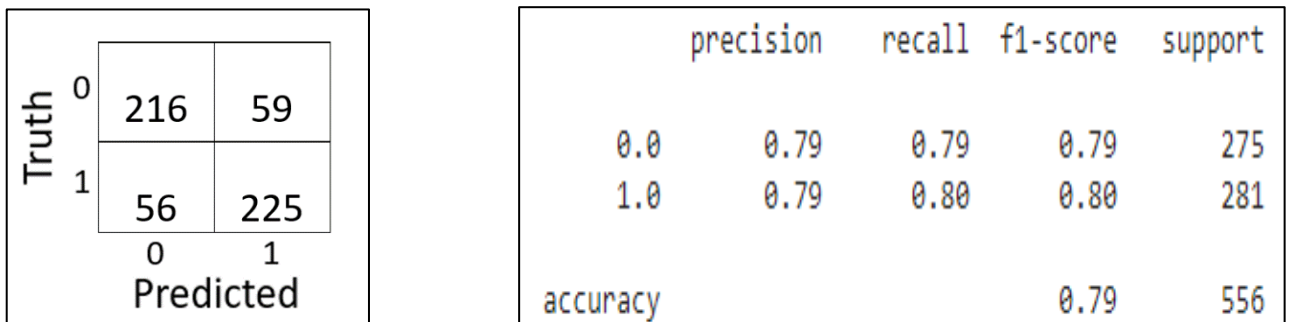 Truth
0
216 59
1
56 225
0 1
Predicted
precision recall f1-score support
0.0 0.79 0.79 0.79 275
1.0 0.79 0.80 0.80 281
accuracy 0.79 556